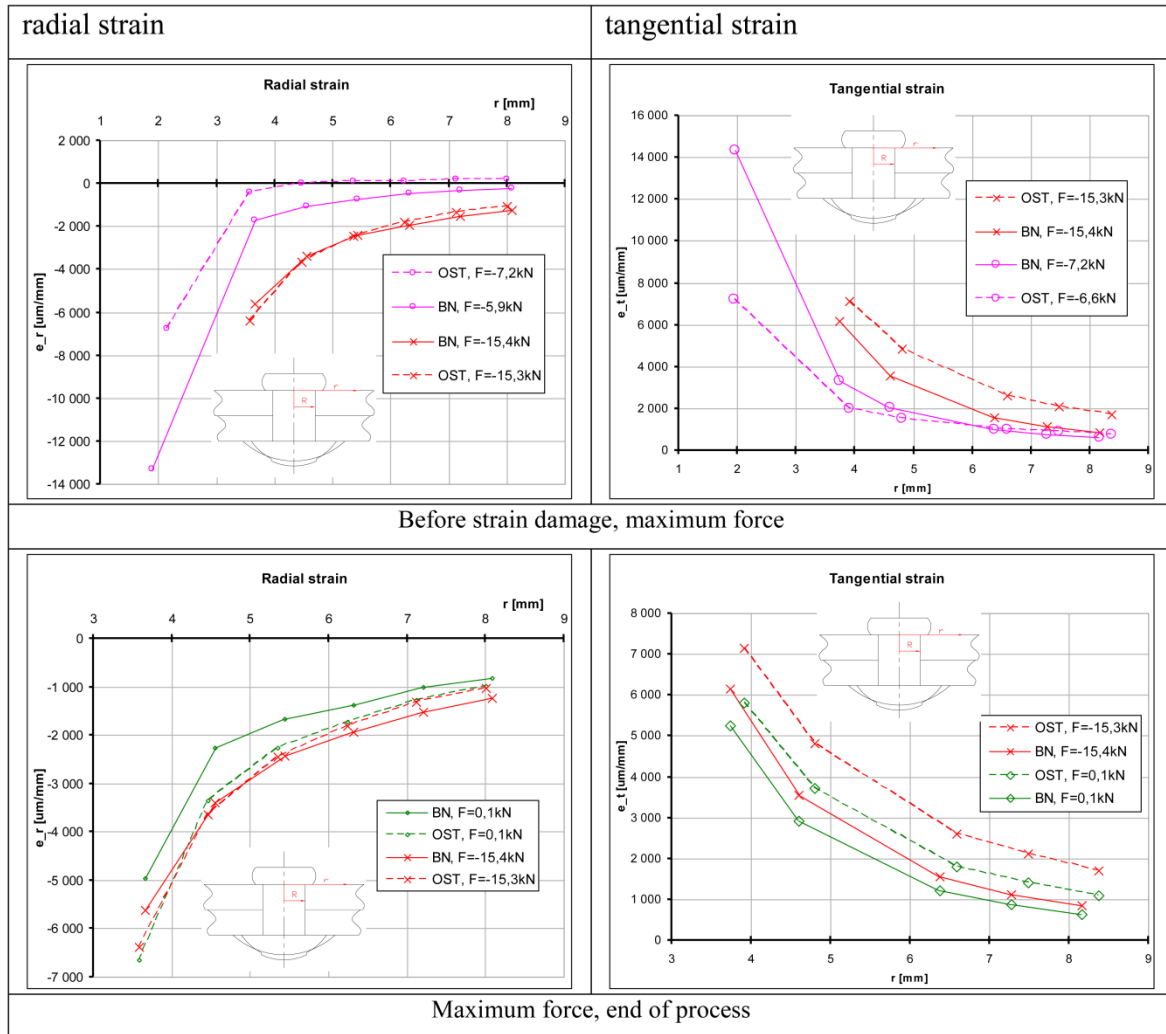 radial strain
tangential strain
Radial strain
r [mm]
1 2 3 4 5 6 7 8 9
2 000
0
-2 000
-4 000
-6 000
-8 000
-10 000
-12 000
-14 000
e_r [um/mm]
OST, F=-7,2kN
BN, F=-5,9kN
BN, F=-15,4kN
OST, F=-15,3kN
R
r
Tangential strain
16 000
14 000
12 000
10 000
8 000
6 000
4 000
2 000
0
e_t [um/mm]
1 2 3 4 5 6 7 8 9
r [mm]
OST, F=-15,3kN
BN, F=-15,4kN
BN, F=-7,2kN
OST, F=-6,6kN
R
r
Before strain damage, maximum force
Radial strain
r [mm]
3 4 5 6 7 8 9
0
-1 000
-2 000
-3 000
-4 000
-5 000
-6 000
-7 000
e_r [um/mm]
BN, F=0,1kN
OST, F=0,1kN
BN, F=-15,4kN
OST, F=-15,3kN
R
r
Tangential strain
8 000
7 000
6 000
5 000
4 000
3 000
2 000
1 000
0
e_t [um/mm]
3 4 5 6 7 8 9
r [mm]
OST, F=-15,3kN
BN, F=-15,4kN
OST, F=0,1kN
BN, F=0,1kN
R
r
Maximum force, end of process